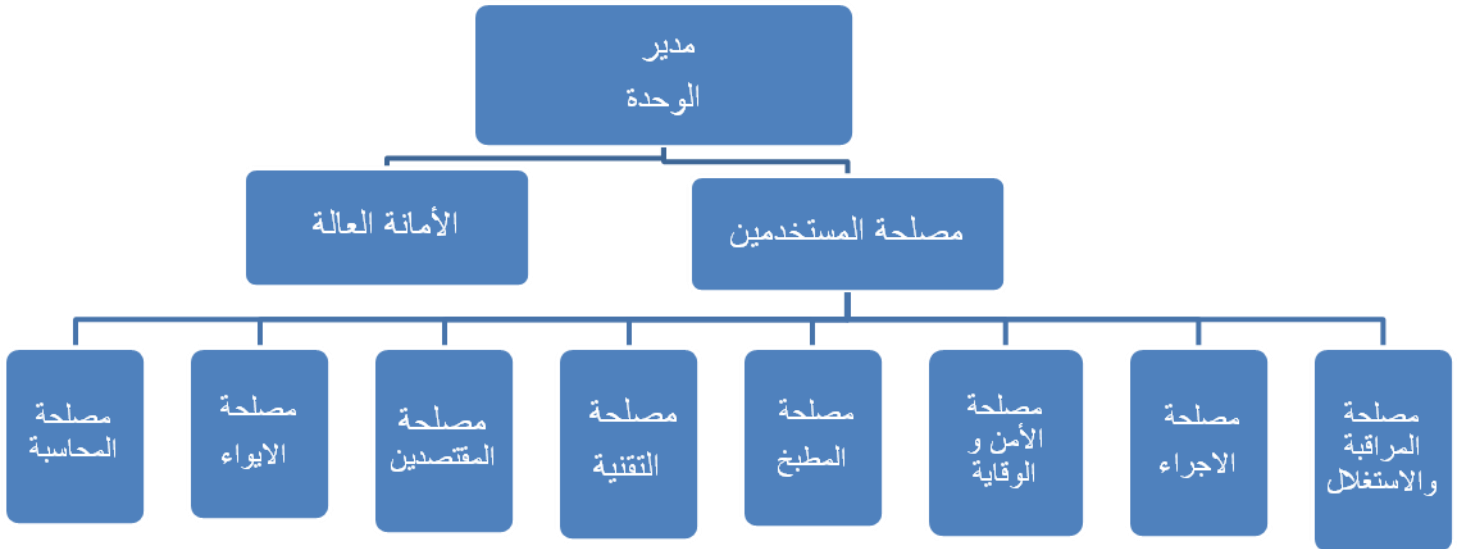 مدير
الوحدة
مصلحة المستخدمين
الأمانة العالة
مصلحة
المراقبة
والاستغلال
مصلحة
الاجراء
مصلحة
الأمن و
الوقاية
مصلحة
المطبخ
مصلحة
التقنية
مصلحة
المقتصدين
مصلحة
الايواء
مصلحة
المحاسبة